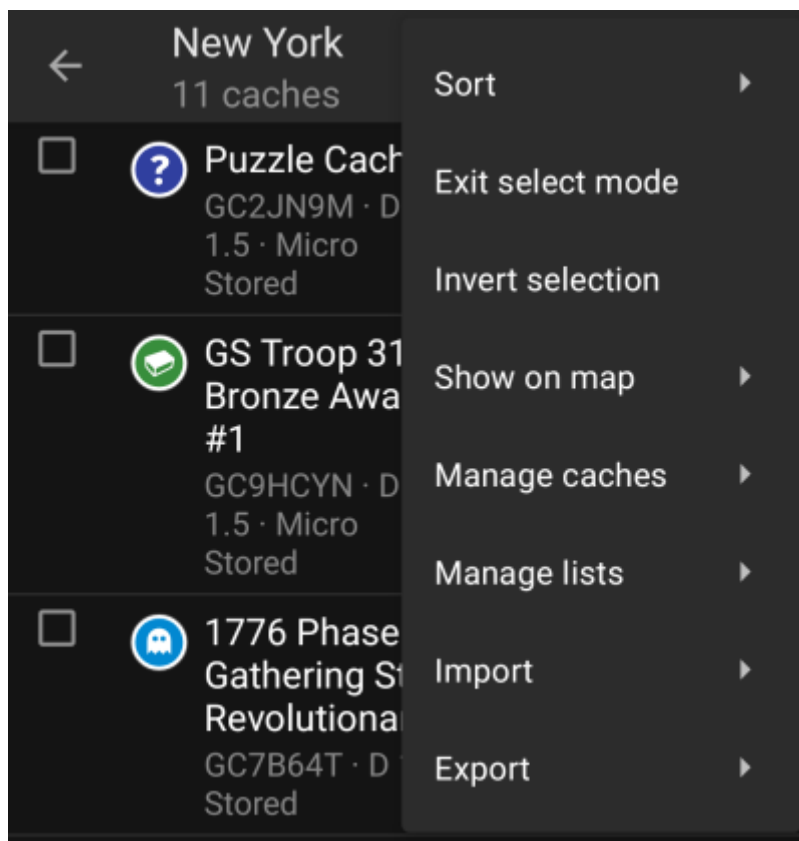 New York
11 caches
Puzzle Cach
GC2JN9M · D
1.5 · Micro
Stored
GS Troop 31
Bronze Awa
#1
GC9HCYN · D
1.5 · Micro
Stored
1776 Phase
Gathering St
Revolutiona
GC7B64T · D
Stored
Sort
Exit select mode
Invert selection
Show on map
Manage caches
Manage lists
Import
Export